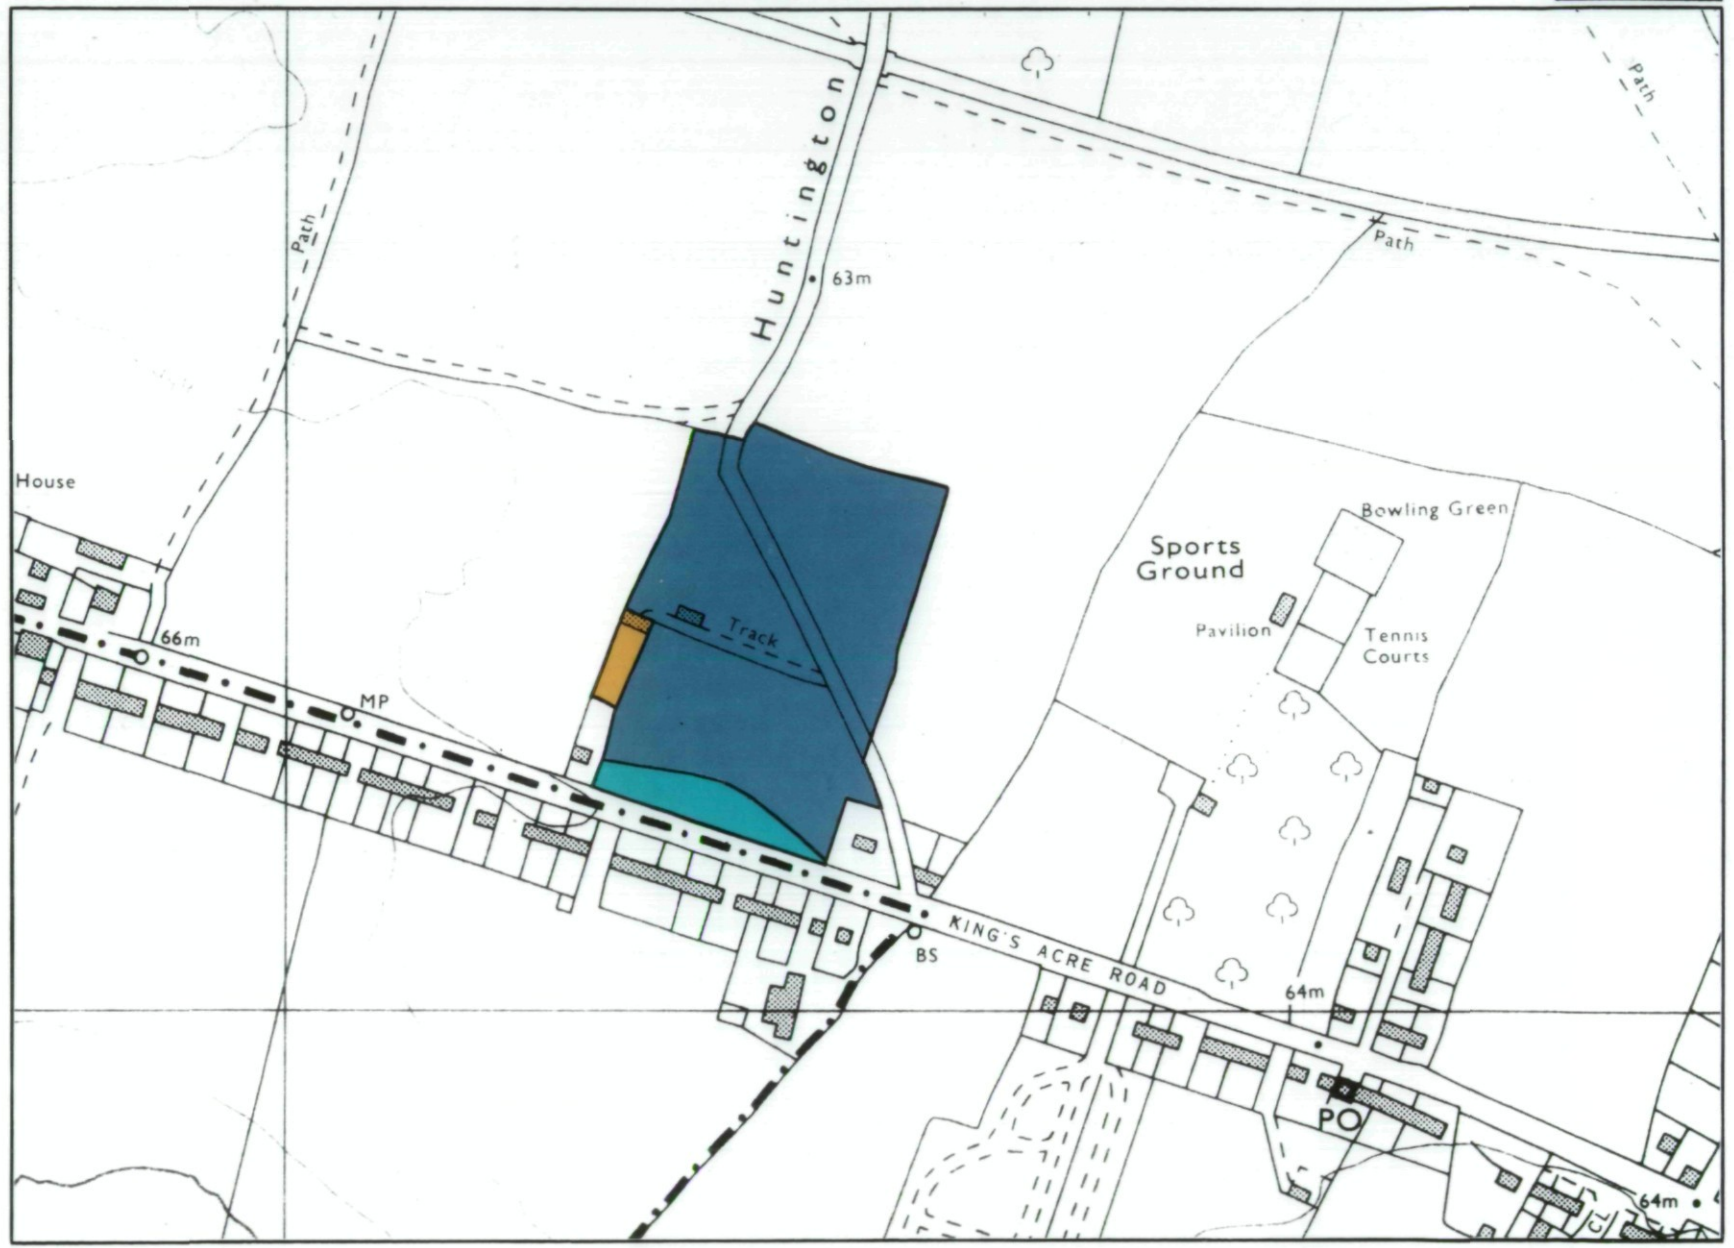 Path
Huntington
63m
Path
Path
House
Bowling Green
Sports
Ground
Pavilion
Tennis
Courts
Track
66m
MP
KING'S ACRE ROAD
BS
64m
PO
64m
CL